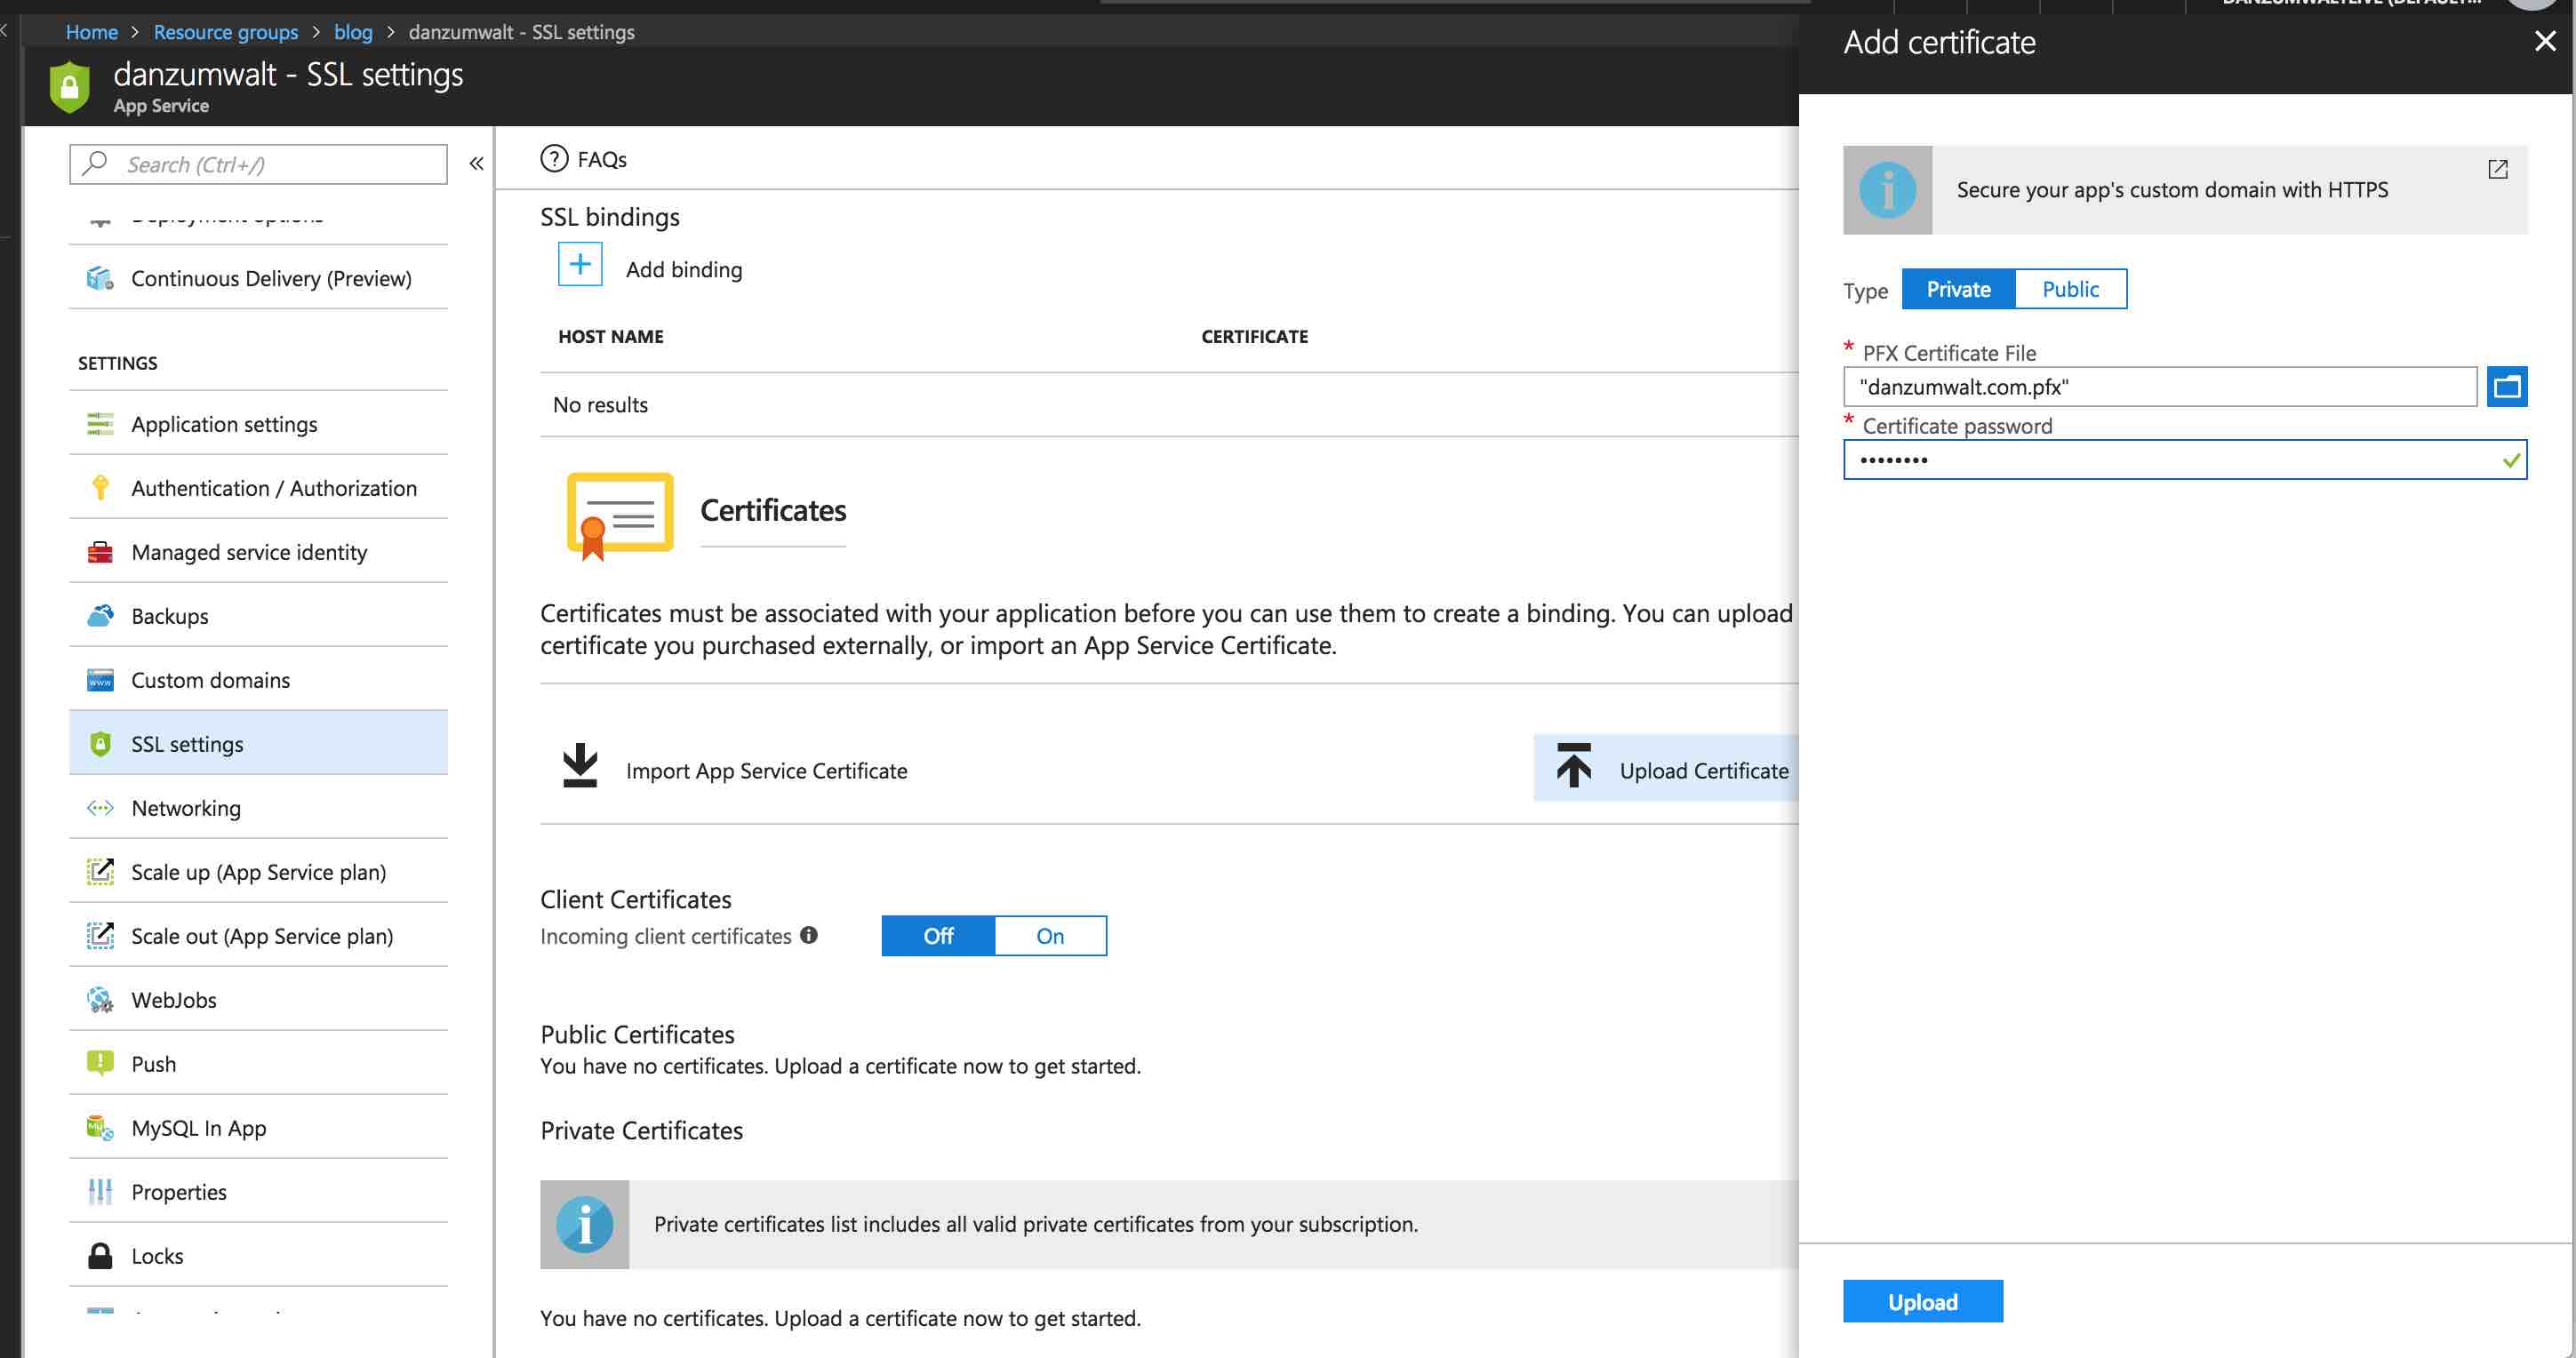 Home > Resource groups > blog > danzumwalt - SSL settings
danzumwalt - SSL settings
App Service
Search (Ctrl+/)
Continuous Delivery (Preview)
SETTINGS
Application settings
Authentication / Authorization
Managed service identity
Backups
Custom domains
SSL settings
Networking
Scale up (App Service plan)
Scale out (App Service plan)
WebJobs
Push
MySQL In App
Properties
Locks
FAQs
SSL bindings
Add binding
HOST NAME CERTIFICATE
No results
Certificates
Certificates must be associated with your application before you can use them to create a binding. You can upload
certificate you purchased externally, or import an App Service Certificate.
Import App Service Certificate
Upload Certificate
Client Certificates
Incoming client certificates
Off On
Public Certificates
You have no certificates. Upload a certificate now to get started.
Private Certificates
Private certificates list includes all valid private certificates from your subscription.
You have no certificates. Upload a certificate now to get started.
Add certificate
Secure your app's custom domain with HTTPS
Type Private Public
* PFX Certificate File
"danzumwalt.com.pfx"
* Certificate password
••••••••
Upload